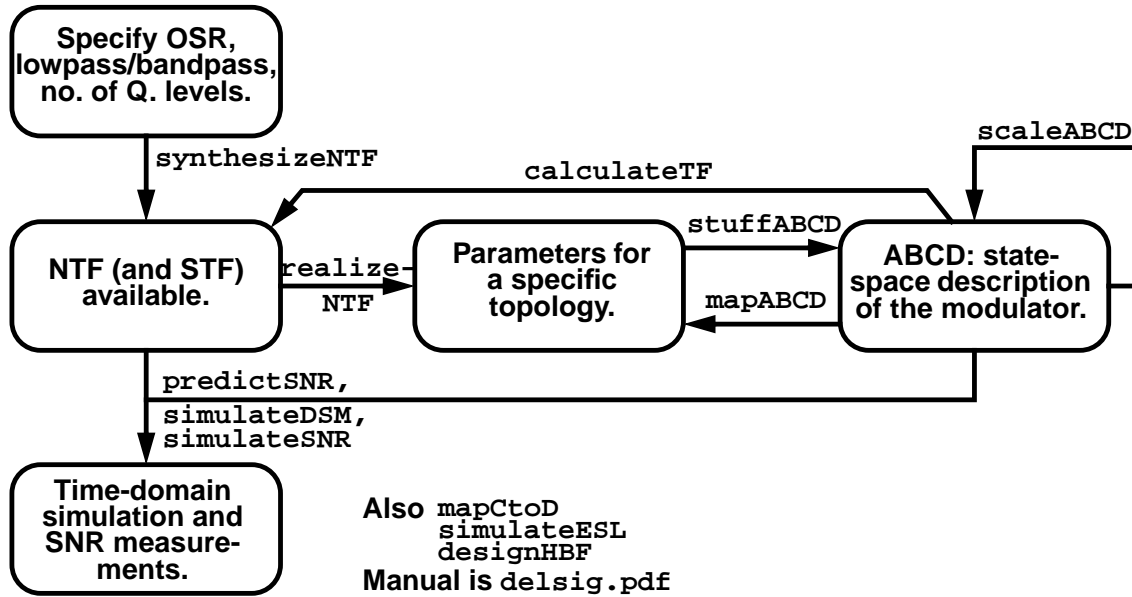 Specify OSR,
lowpass/bandpass,
no. of Q. levels.
synthesizeNTF
scaleABCD
calculateTF
NTF (and STF)
available.
realize-
NTF
Parameters for
a specific
topology.
stuffABCD
mapABCD
ABCD: state-
space description
of the modulator.
predictSNR,
simulateDSM,
simulateSNR
Time-domain
simulation and
SNR measure-
ments.
Also mapCtoD
simulateESL
designHBF
Manual is delsig.pdf